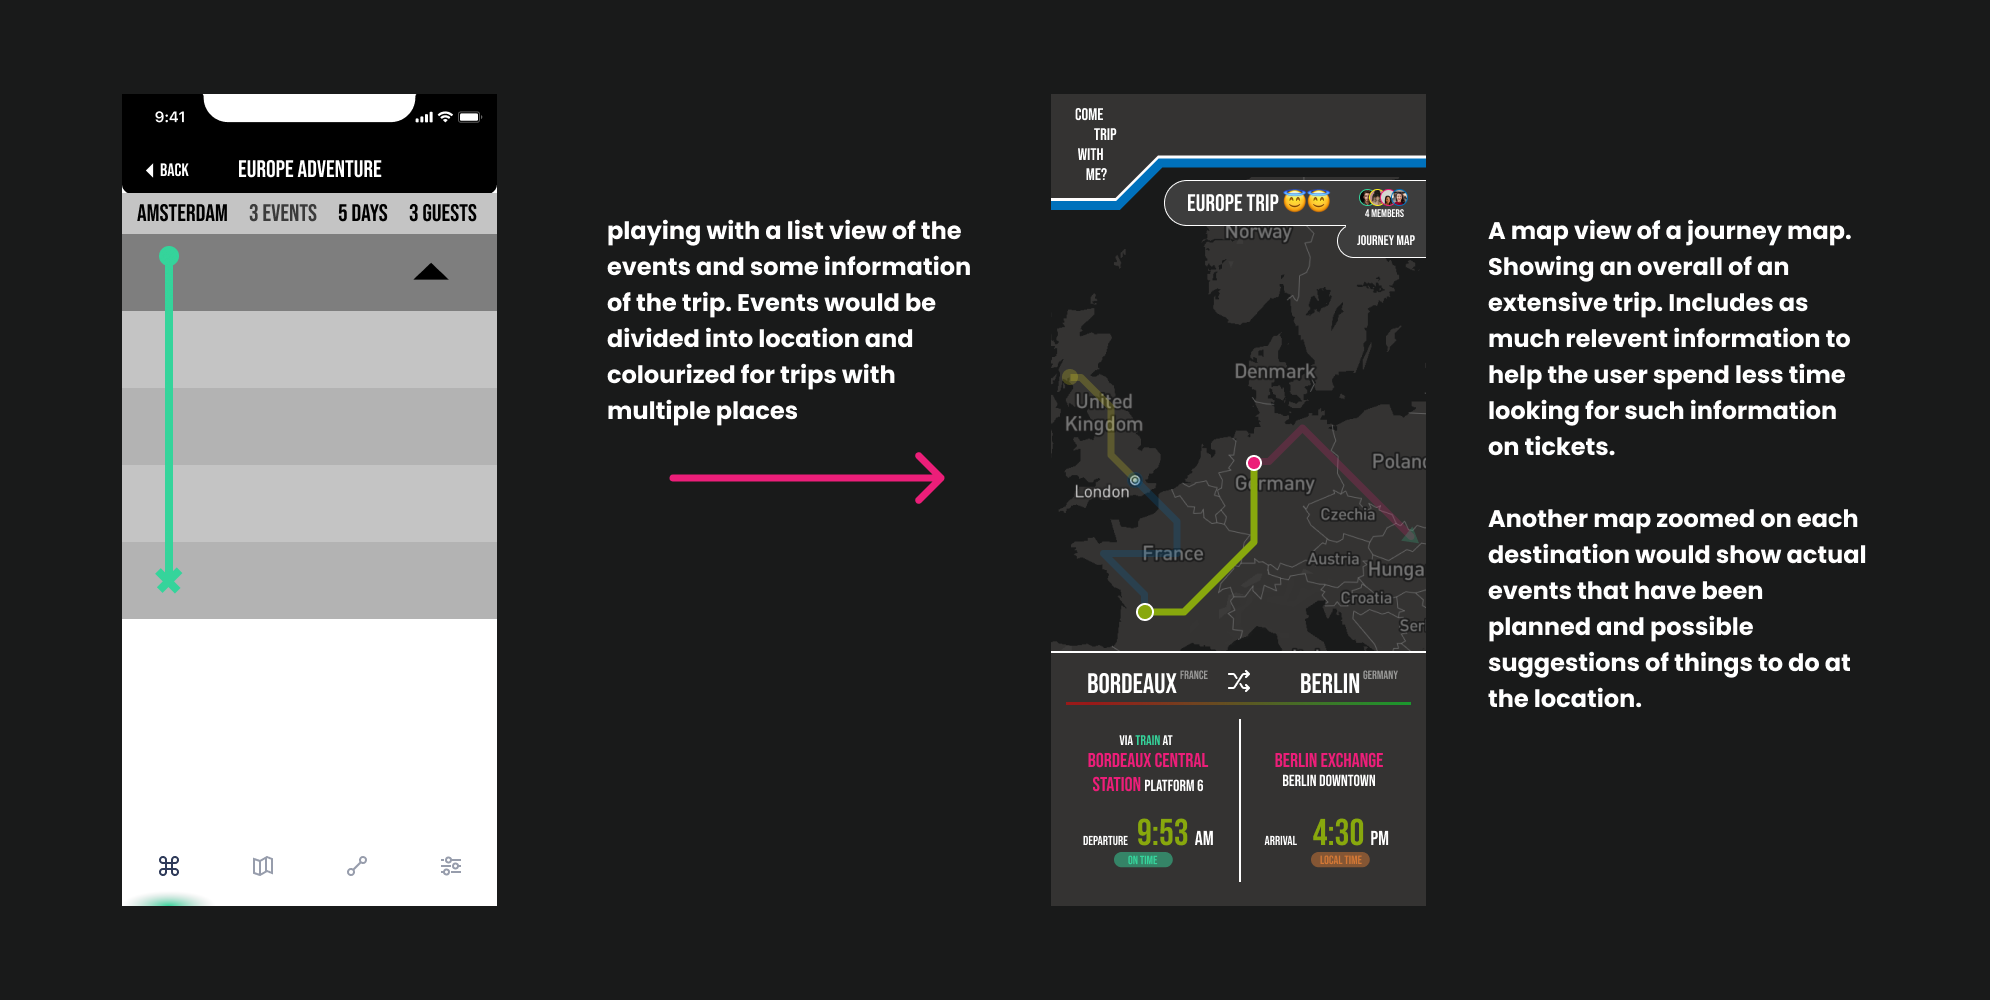 9:41
BACK
EUROPE ADVENTURE
AMSTERDAM 3 EVENTS 5 DAYS 3 GUESTS
playing with a list view of the
events and some information
of the trip. Events would be
divided into location and
colourized for trips with
multiple places
COME
TRIP
WITH
ME?
EUROPE TRIP 😇😇
4 MEMBERS
JOURNEY MAP
Norway
Denmark
United
Kingdom
London
Germany
Poland
Czechia
France
Austria
Hunga
Croatia
Ser
BORDEAUX FRANCE
BERLIN GERMANY
VIA TRAIN AT
BORDEAUX CENTRAL
STATION PLATFORM 6
DEPARTURE 9:53 AM
ON TIME
BERLIN EXCHANGE
BERLIN DOWNTOWN
ARRIVAL 4:30 PM
LOCAL TIME
A map view of a journey map.
Showing an overall of an
extensive trip. Includes as
much relevent information to
help the user spend less time
looking for such information
on tickets.
Another map zoomed on each
destination would show actual
events that have been
planned and possible
suggestions of things to do at
the location.